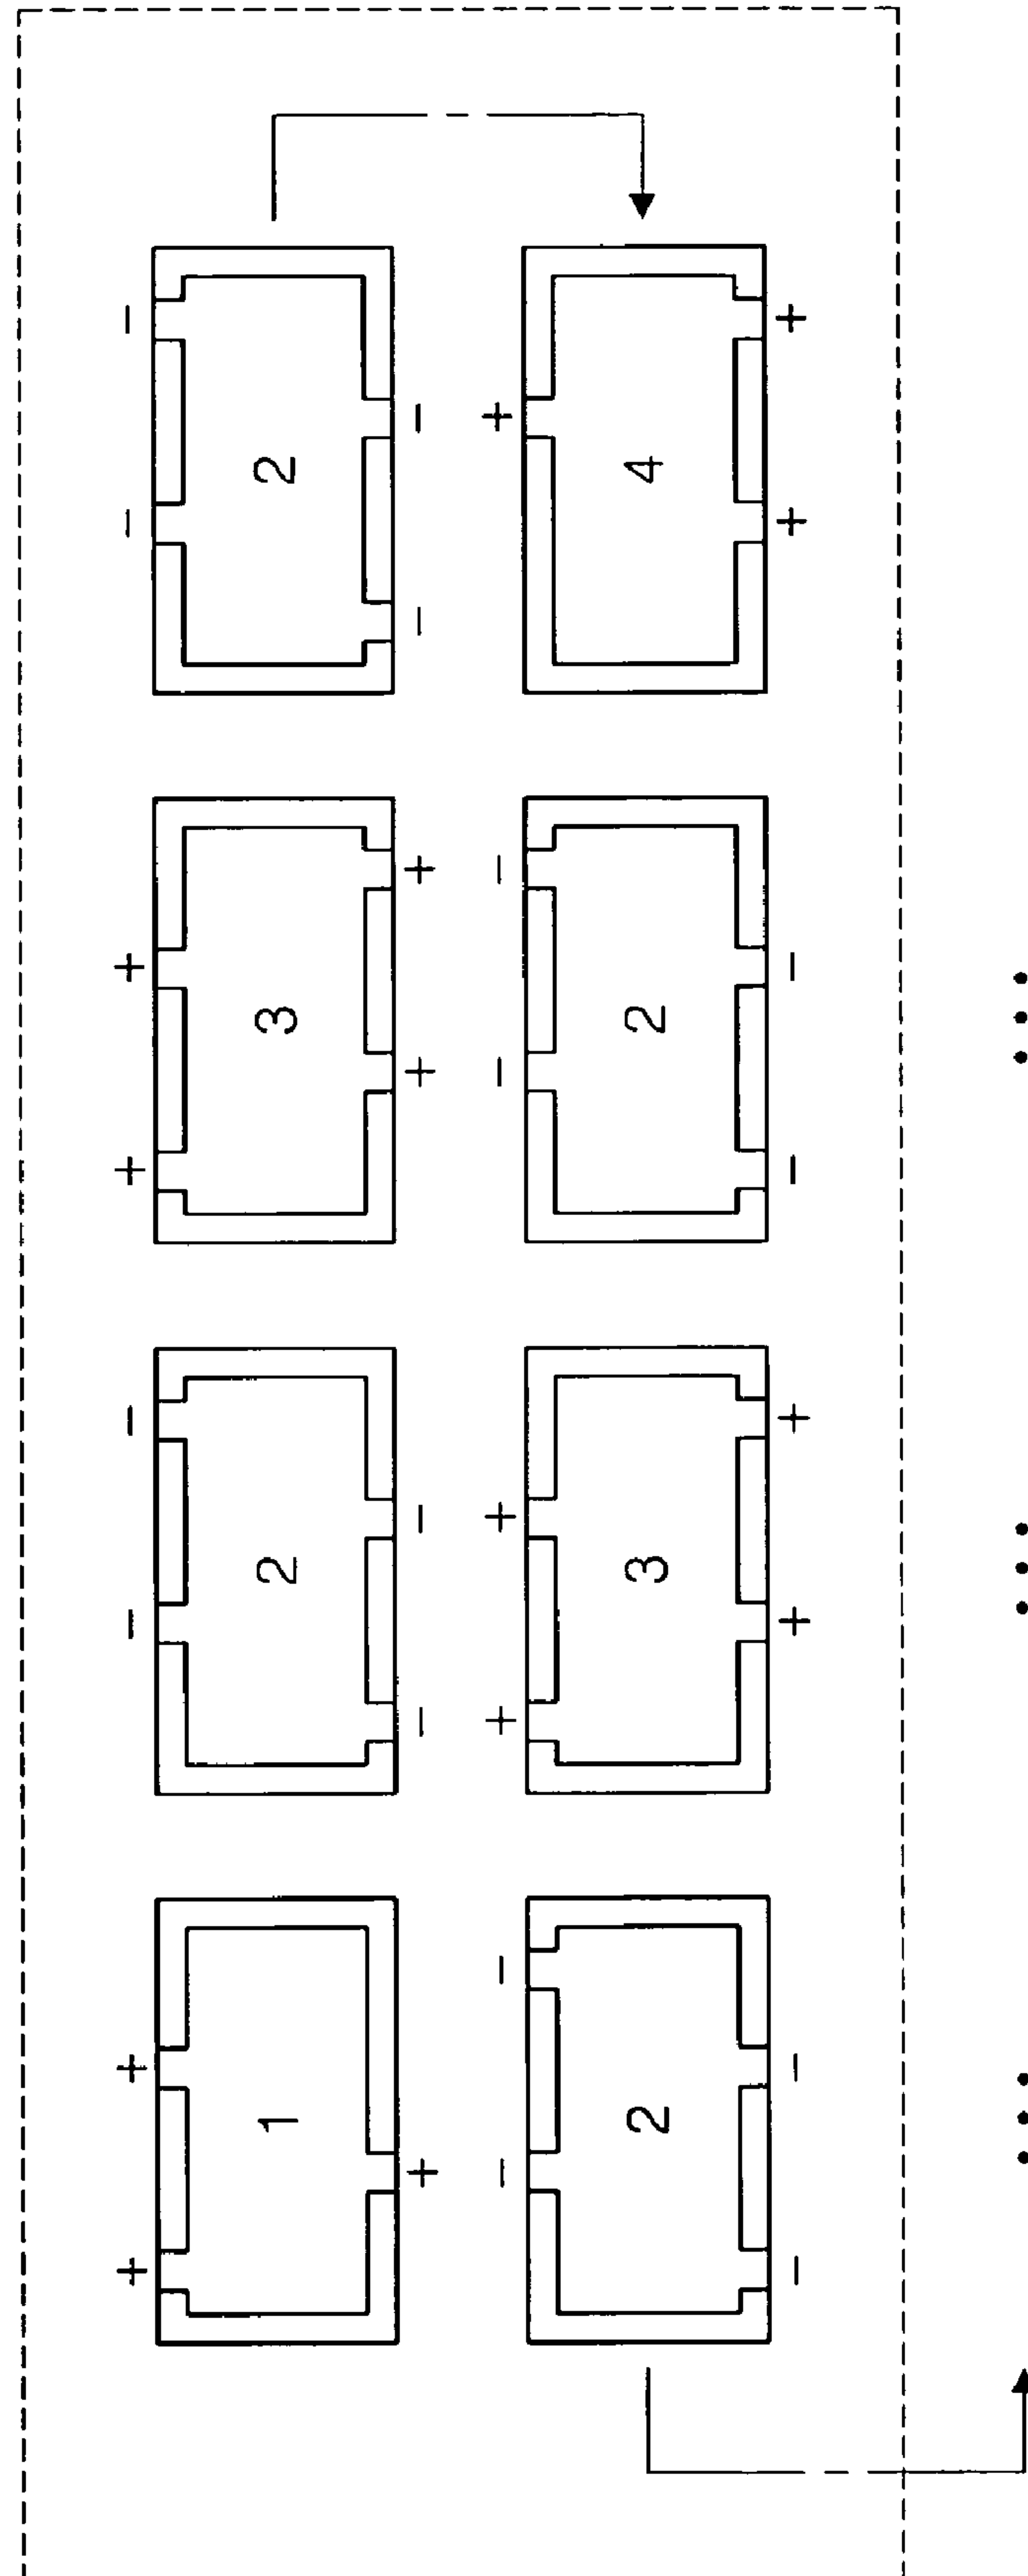 + + − − + + − −
1 2 3 2
+ − − + + − −
− − + + − − +
2 3 2 4
− − + + − − + +